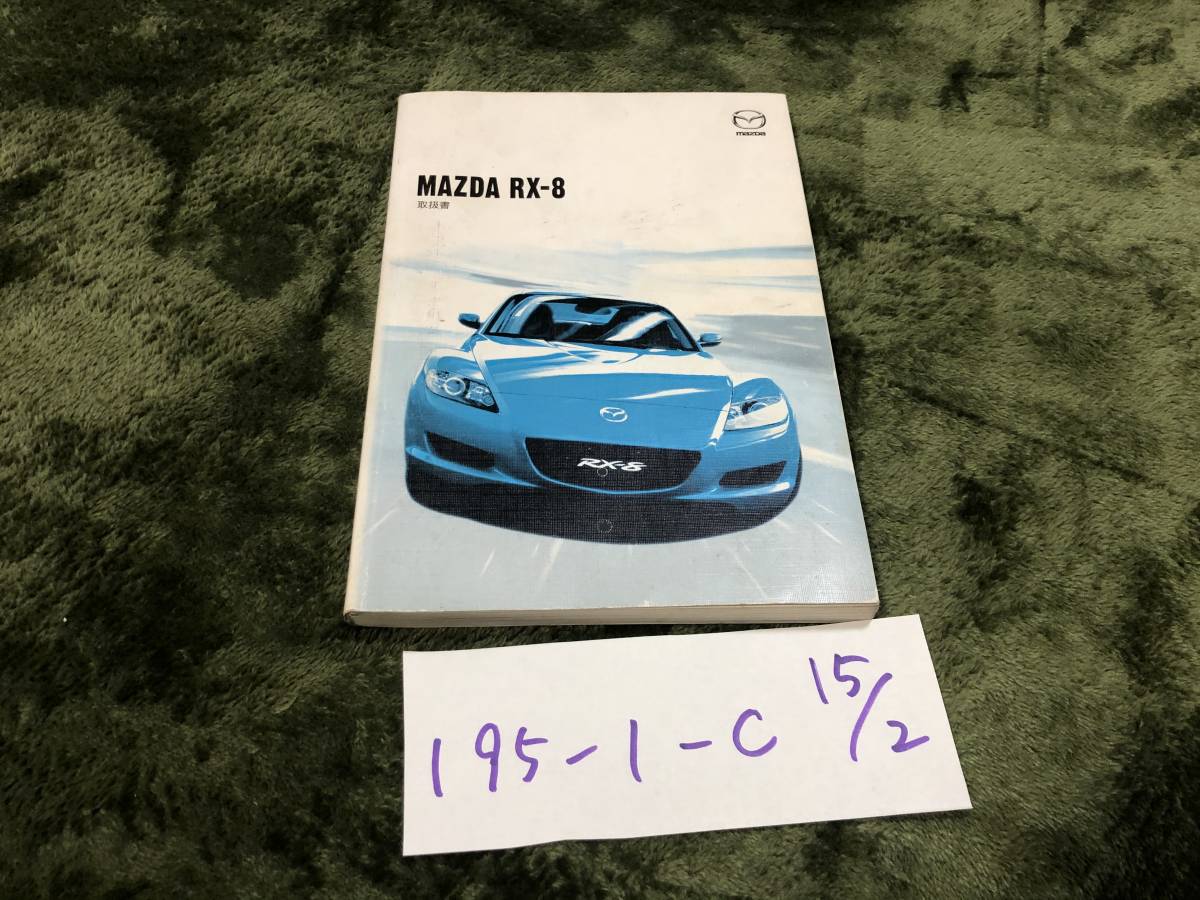 mazda
MAZDA RX-8
取扱書
RX-8
195-1-C 15/2